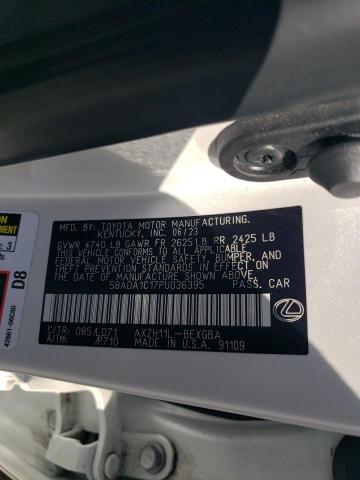 MFD. BY: TOYOTA MOTOR MANUFACTURING,
KENTUCKY, INC. 06/23
GVWR 4740 LB GAWR FR 2625 LB RR 2425 LB
THIS VEHICLE CONFORMS TO ALL APPLICABLE
FEDERAL MOTOR VEHICLE SAFETY, BUMPER, AND
THEFT PREVENTION STANDARDS IN EFFECT ON THE
DATE OF MANUFACTURE SHOWN ABOVE.
58ADA1C17PU036395 PASS. CAR
C/TR: 085/LD71 AXZH11L-BEXGBA
A/TM: /P710 MADE IN U.S.A. 91109
LEXUS
D8
3